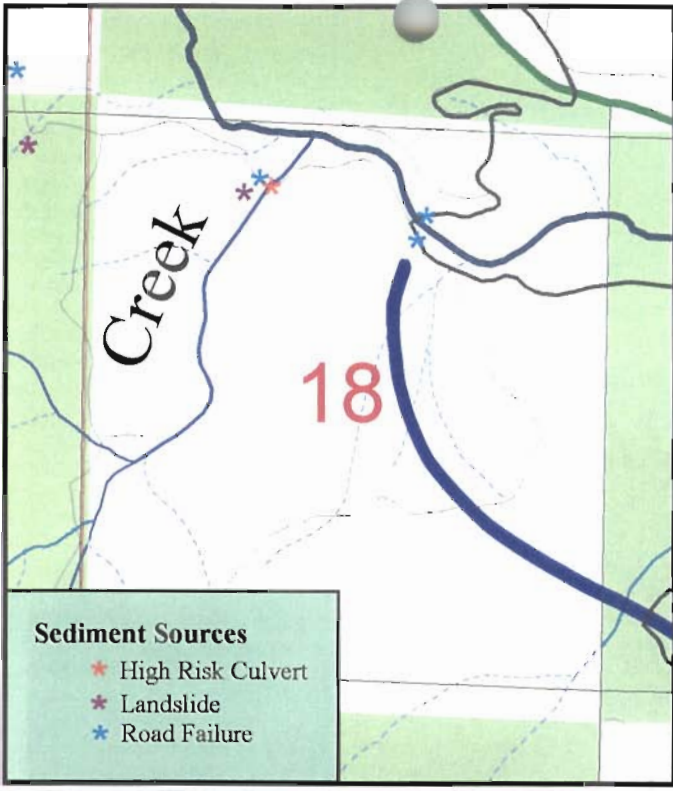 Creek
18
Sediment Sources
* High Risk Culvert
* Landslide
* Road Failure